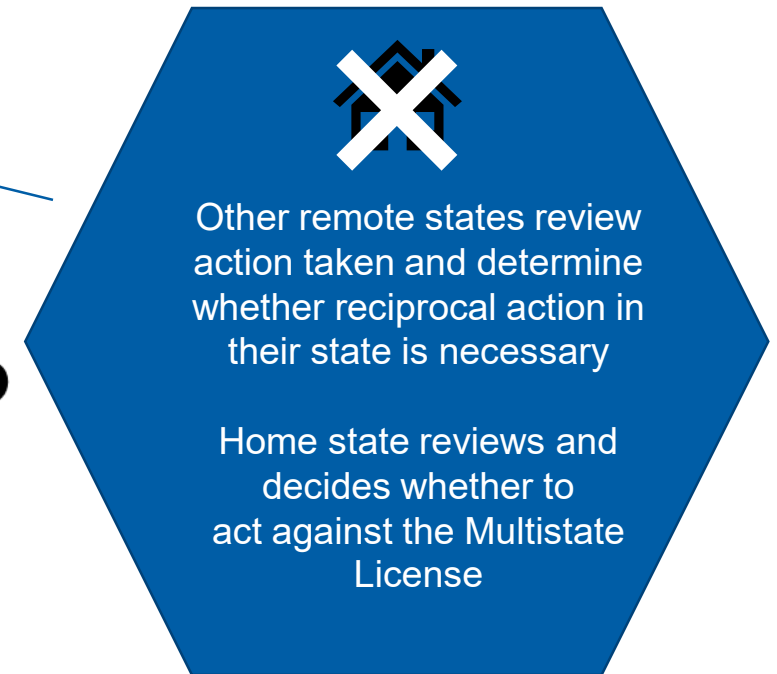 Other remote states review
action taken and determine
whether reciprocal action in
their state is necessary
Home state reviews and
decides whether to
act against the Multistate
License